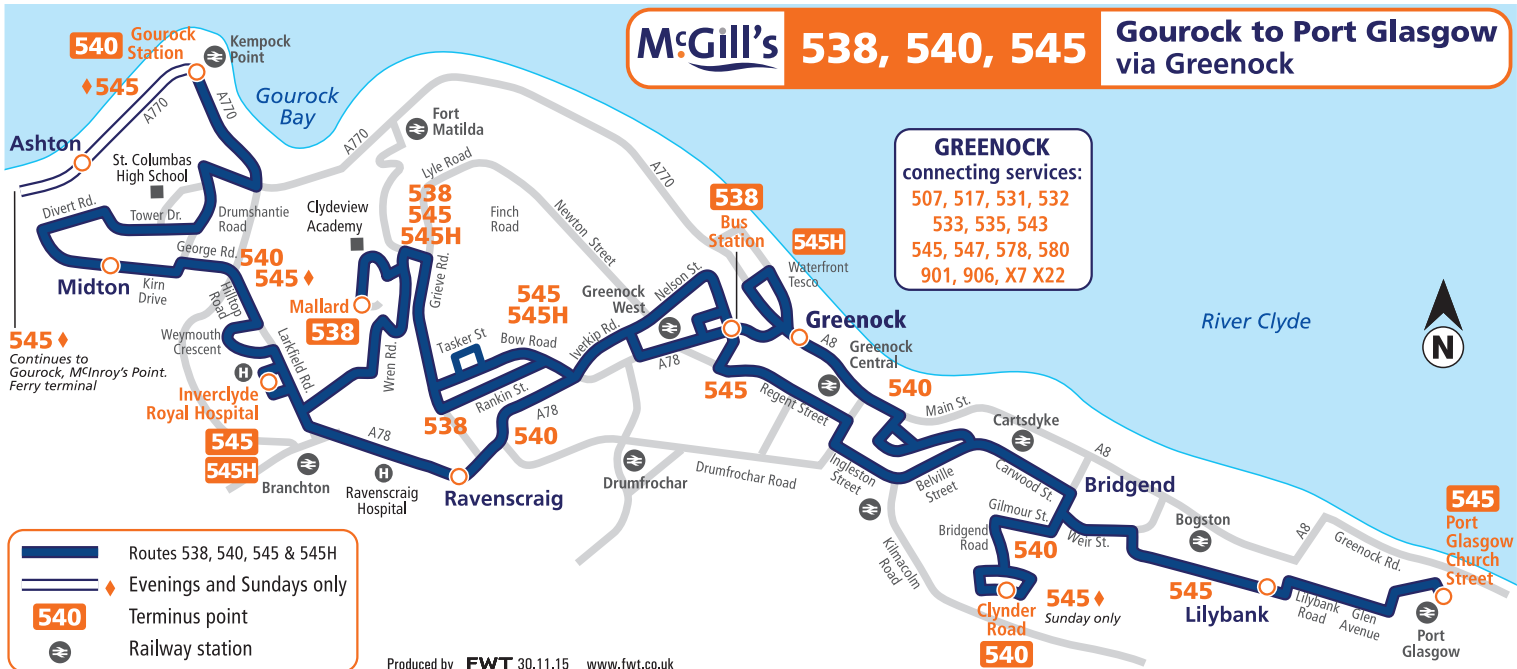 McGill's
538, 540, 545
Gourock to Port Glasgow
via Greenock
540
Gourock
Station
♦545
Kempock
Point
A770
A770
Gourock
Bay
Ashton
St. Columbas
High School
Divert Rd.
Tower Dr.
Drumshantie
Road
George Rd.
540
545♦
Midton
Kirn
Drive
Hilltop
Road
Weymouth
Crescent
Larkfield Rd.
545♦
Continues to
Gourock, McInroy's Point.
Ferry terminal
H
Inverclyde
Royal Hospital
545
545H
Branchton
A78
H
Ravenscraig
Hospital
Ravenscraig
A770
Fort
Matilda
Lyle Road
Clydeview
Academy
538
545
545H
Finch
Road
Newton Street
Mallard
538
Wren Rd.
Grieve Rd.
Tasker St
545
545H
Bow Road
Rankin St.
538
A78
540
Iverkip Rd.
Greenock
West
Nelson St.
A770
538
Bus
Station
545H
Waterfront
Tesco
A78
Greenock
A8
Greenock
Central
545
Regent Street
540
Main St.
Cartsdyke
A8
Drumfrochar
Drumfrochar Road
Ingleston
Street
Belville
Street
Carwood St.
Bridgend
Gilmour St.
Bridgend
Road
540
Weir St.
Kilmacolm
Road
Clynder
Road
540
545♦
Sunday only
Bogston
A8
Greenock Rd.
545
Lilybank
Lilybank
Road
Glen
Avenue
545
Port
Glasgow
Church
Street
Port
Glasgow
GREENOCK
connecting services:
507, 517, 531, 532
533, 535, 543
545, 547, 578, 580
901, 906, X7 X22
River Clyde
N
Routes 538, 540, 545 & 545H
♦ Evenings and Sundays only
540 Terminus point
Railway station
Produced by FWT 30.11.15 www.fwt.co.uk